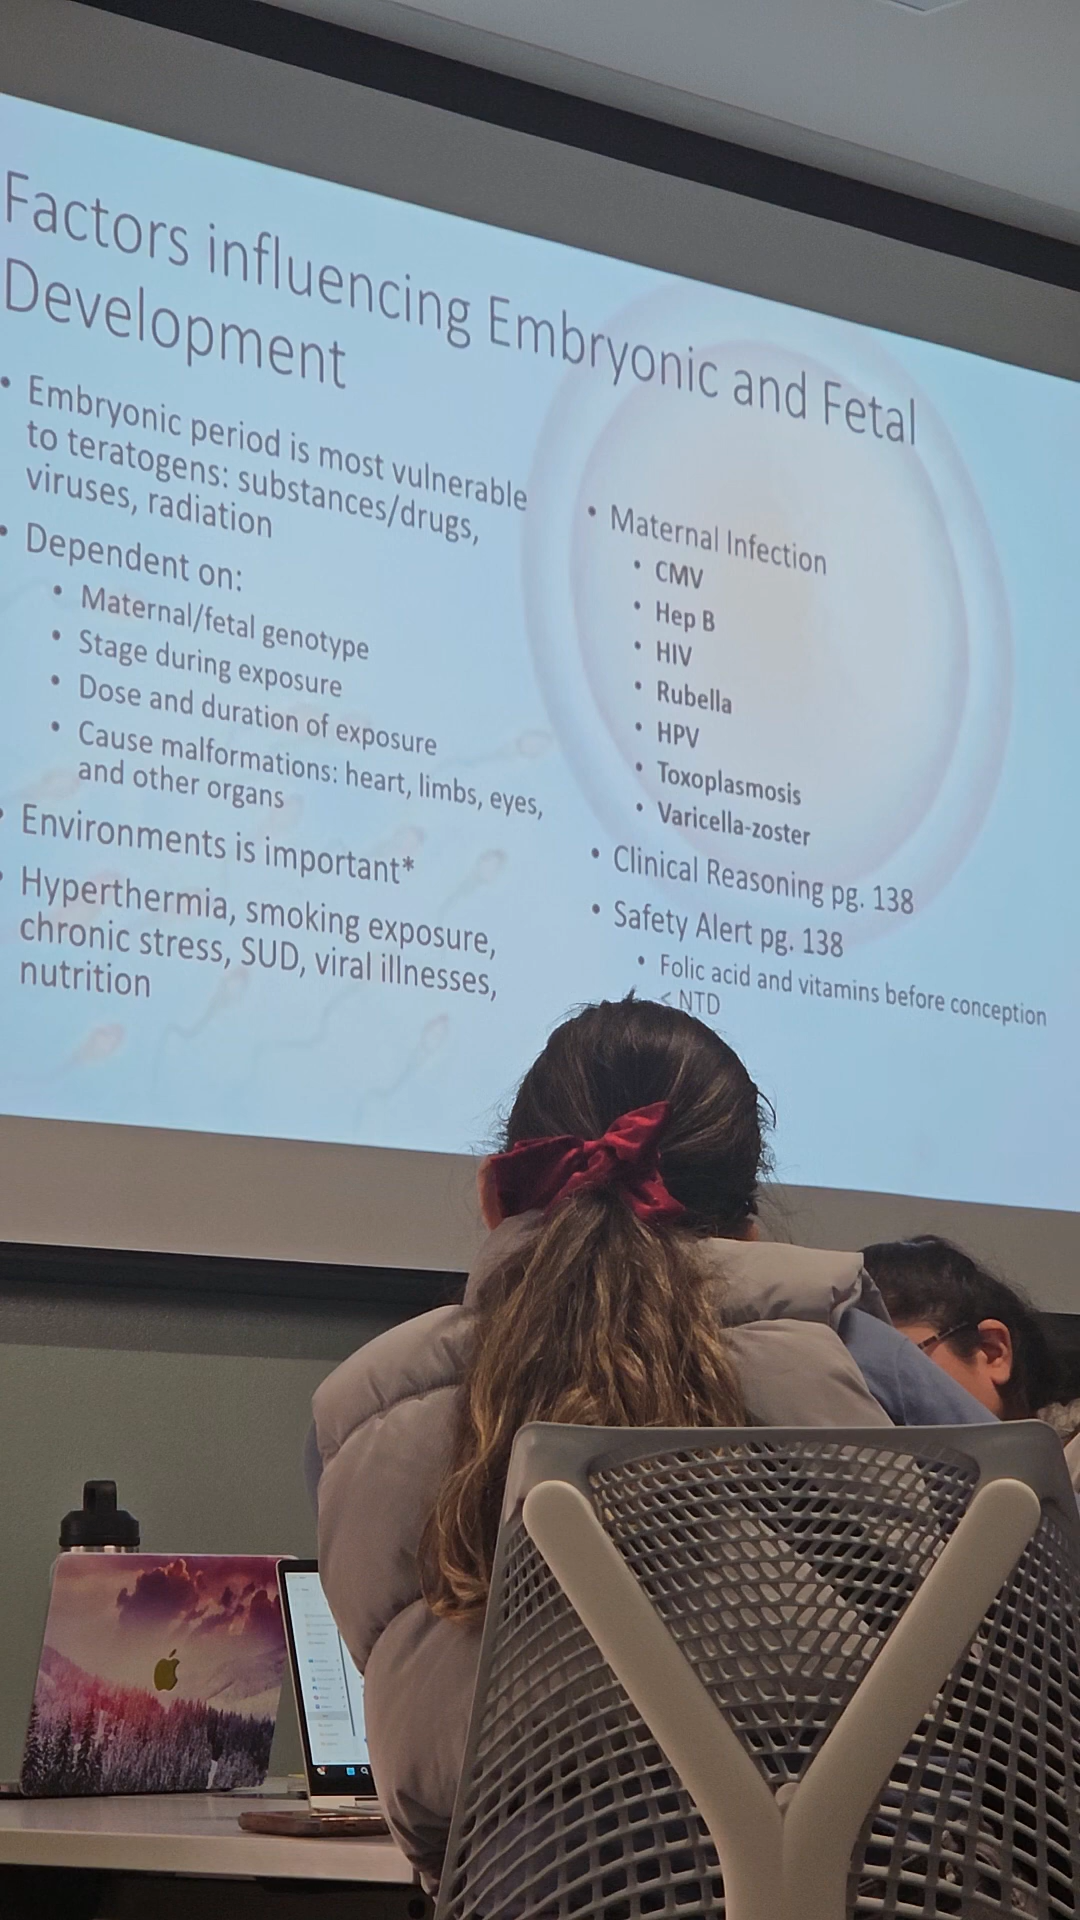 Factors influencing Embryonic and Fetal
Development
• Embryonic period is most vulnerable
to teratogens: substances/drugs,
viruses, radiation
• Dependent on:
• Maternal/fetal genotype
• Stage during exposure
• Dose and duration of exposure
• Cause malformations: heart, limbs, eyes,
and other organs
• Environments is important*
• Hyperthermia, smoking exposure,
chronic stress, SUD, viral illnesses,
nutrition
• Maternal Infection
• CMV
• Hep B
• HIV
• Rubella
• HPV
• Toxoplasmosis
• Varicella-zoster
• Clinical Reasoning pg. 138
• Safety Alert pg. 138
• Folic acid and vitamins before conception
< NTD